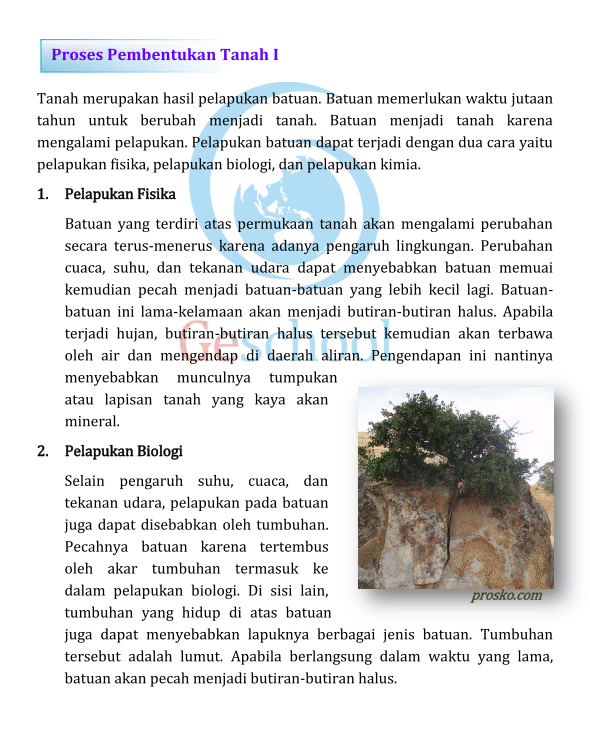 Proses Pembentukan Tanah I
Tanah merupakan hasil pelapukan batuan. Batuan memerlukan waktu jutaan
tahun untuk berubah menjadi tanah. Batuan menjadi tanah karena
mengalami pelapukan. Pelapukan batuan dapat terjadi dengan dua cara yaitu
pelapukan fisika, pelapukan biologi, dan pelapukan kimia.
1. Pelapukan Fisika
Batuan yang terdiri atas permukaan tanah akan mengalami perubahan
secara terus-menerus karena adanya pengaruh lingkungan. Perubahan
cuaca, suhu, dan tekanan udara dapat menyebabkan batuan memuai
kemudian pecah menjadi batuan-batuan yang lebih kecil lagi. Batuan-
batuan ini lama-kelamaan akan menjadi butiran-butiran halus. Apabila
terjadi hujan, butiran-butiran halus tersebut kemudian akan terbawa
Geschool
oleh air dan mengendap di daerah aliran. Pengendapan ini nantinya
menyebabkan munculnya tumpukan
atau lapisan tanah yang kaya akan
mineral.
2. Pelapukan Biologi
Selain pengaruh suhu, cuaca, dan
tekanan udara, pelapukan pada batuan
juga dapat disebabkan oleh tumbuhan.
Pecahnya batuan karena tertembus
oleh akar tumbuhan termasuk ke
dalam pelapukan biologi. Di sisi lain,
prosko.com
tumbuhan yang hidup di atas batuan
juga dapat menyebabkan lapuknya berbagai jenis batuan. Tumbuhan
tersebut adalah lumut. Apabila berlangsung dalam waktu yang lama,
batuan akan pecah menjadi butiran-butiran halus.